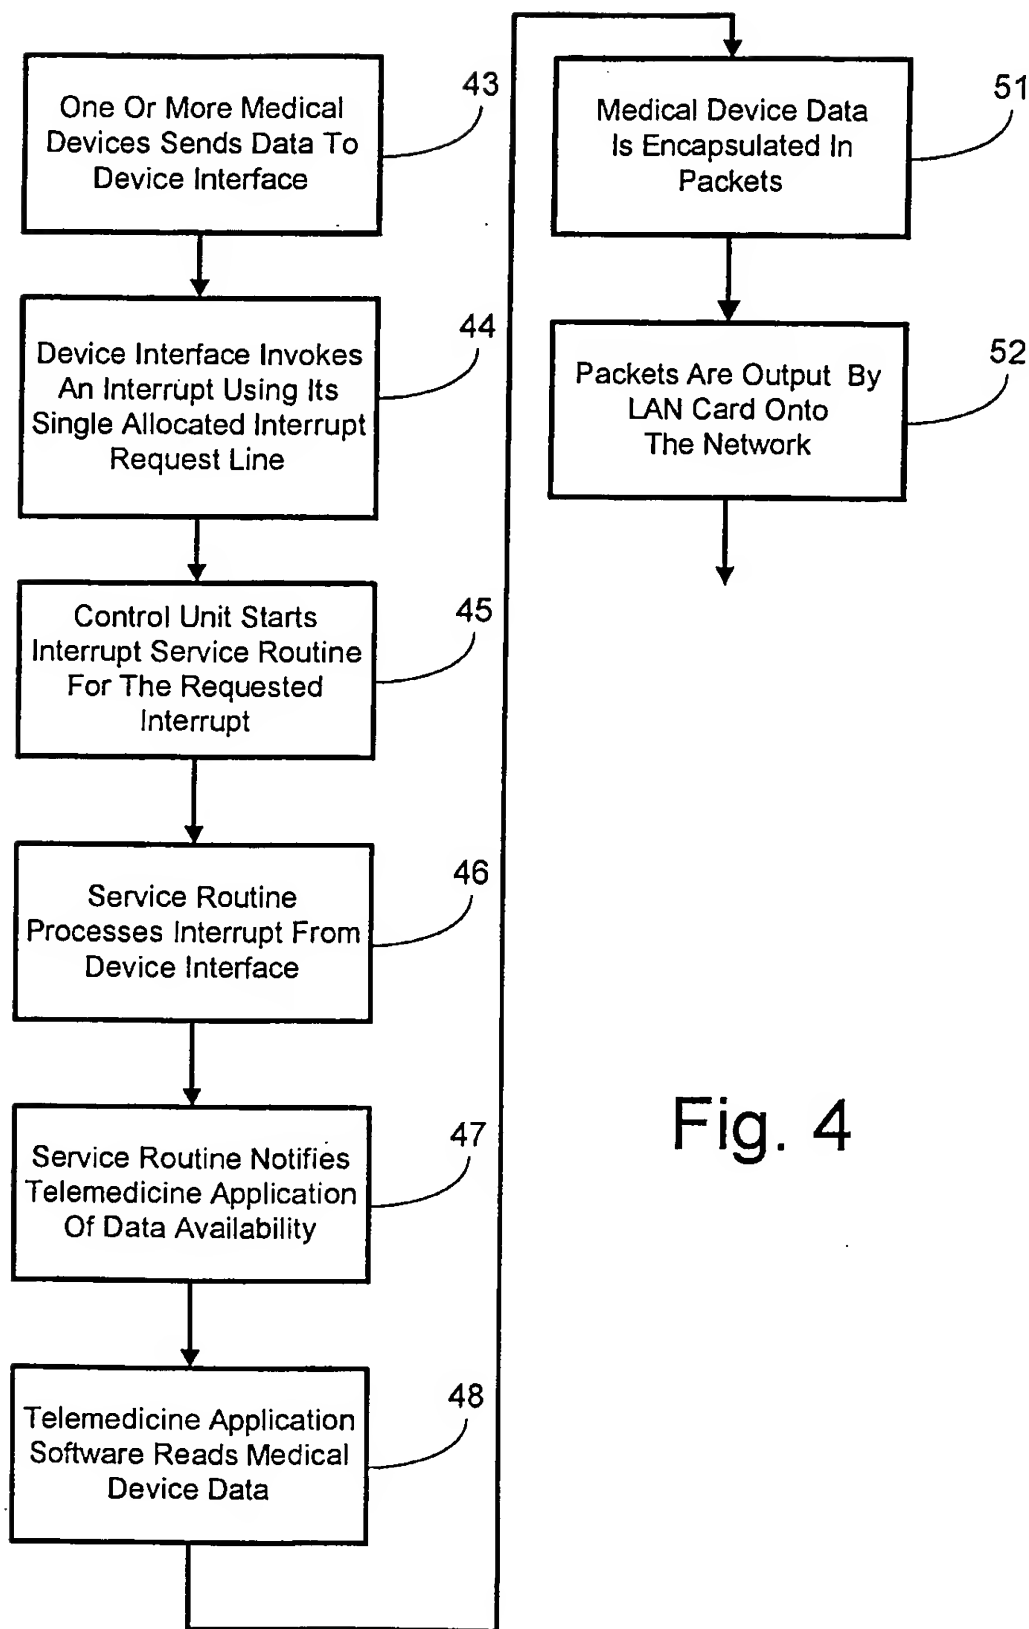 One Or More Medical
Devices Sends Data To
Device Interface
43
Device Interface Invokes
An Interrupt Using Its
Single Allocated Interrupt
Request Line
44
Control Unit Starts
Interrupt Service Routine
For The Requested
Interrupt
45
Service Routine
Processes Interrupt From
Device Interface
46
Service Routine Notifies
Telemedicine Application
Of Data Availability
47
Telemedicine Application
Software Reads Medical
Device Data
48
Medical Device Data
Is Encapsulated In
Packets
51
Packets Are Output By
LAN Card Onto
The Network
52
Fig. 4